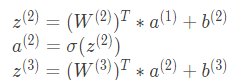 z⁽²⁾ = (W⁽²⁾)ᵀ * a⁽¹⁾ + b⁽²⁾
a⁽²⁾ = σ(z⁽²⁾)
z⁽³⁾ = (W⁽³⁾)ᵀ * a⁽²⁾ + b⁽³⁾